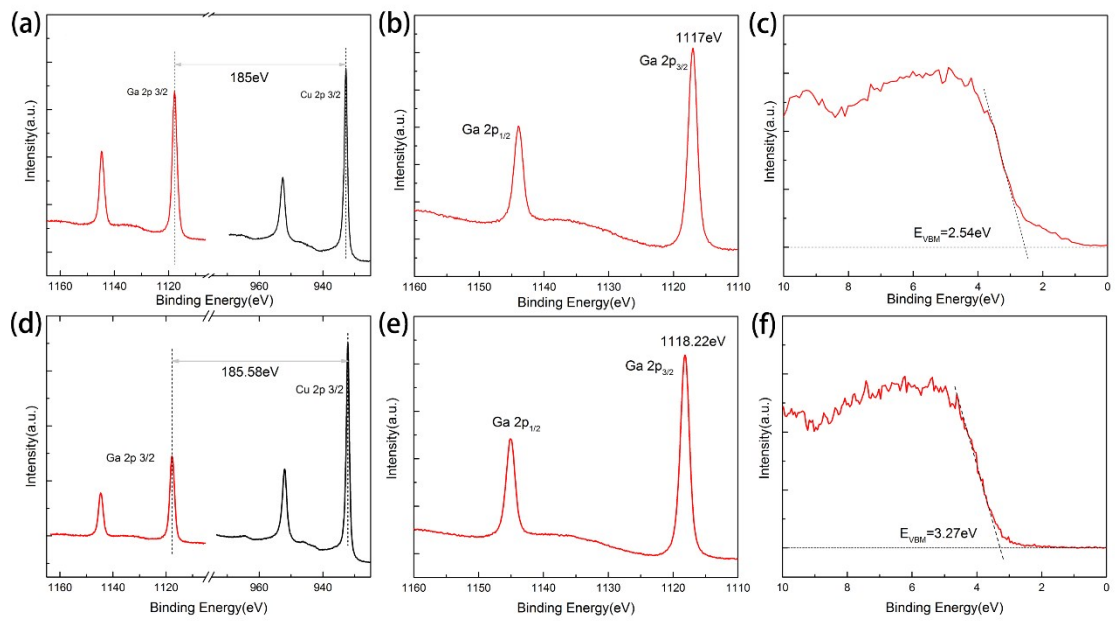 (a)
Ga 2p 3/2
185eV
Cu 2p 3/2
Intensity(a.u.)
1160 1120 960 940
Binding Energy(eV)
(b)
1117eV
Ga 2p3/2
Ga 2p1/2
Intensity(a.u.)
1160 1150 1140 1130 1120 1110
Binding Energy(eV)
(c)
EVBM=2.54eV
Intensity(a.u.)
10 8 6 4 2 0
Binding Energy(eV)
(d)
185.58eV
Cu 2p 3/2
Ga 2p 3/2
Intensity(a.u.)
1160 1140 1120 960 940
Binding Energy(eV)
(e)
1118.22eV
Ga 2p3/2
Ga 2p1/2
Intensity(a.u.)
1160 1150 1140 1130 1120 1110
Binding Energy(eV)
(f)
EVBM=3.27eV
Intensity(a.u.)
10 8 6 4 2 0
Binding Energy(eV)